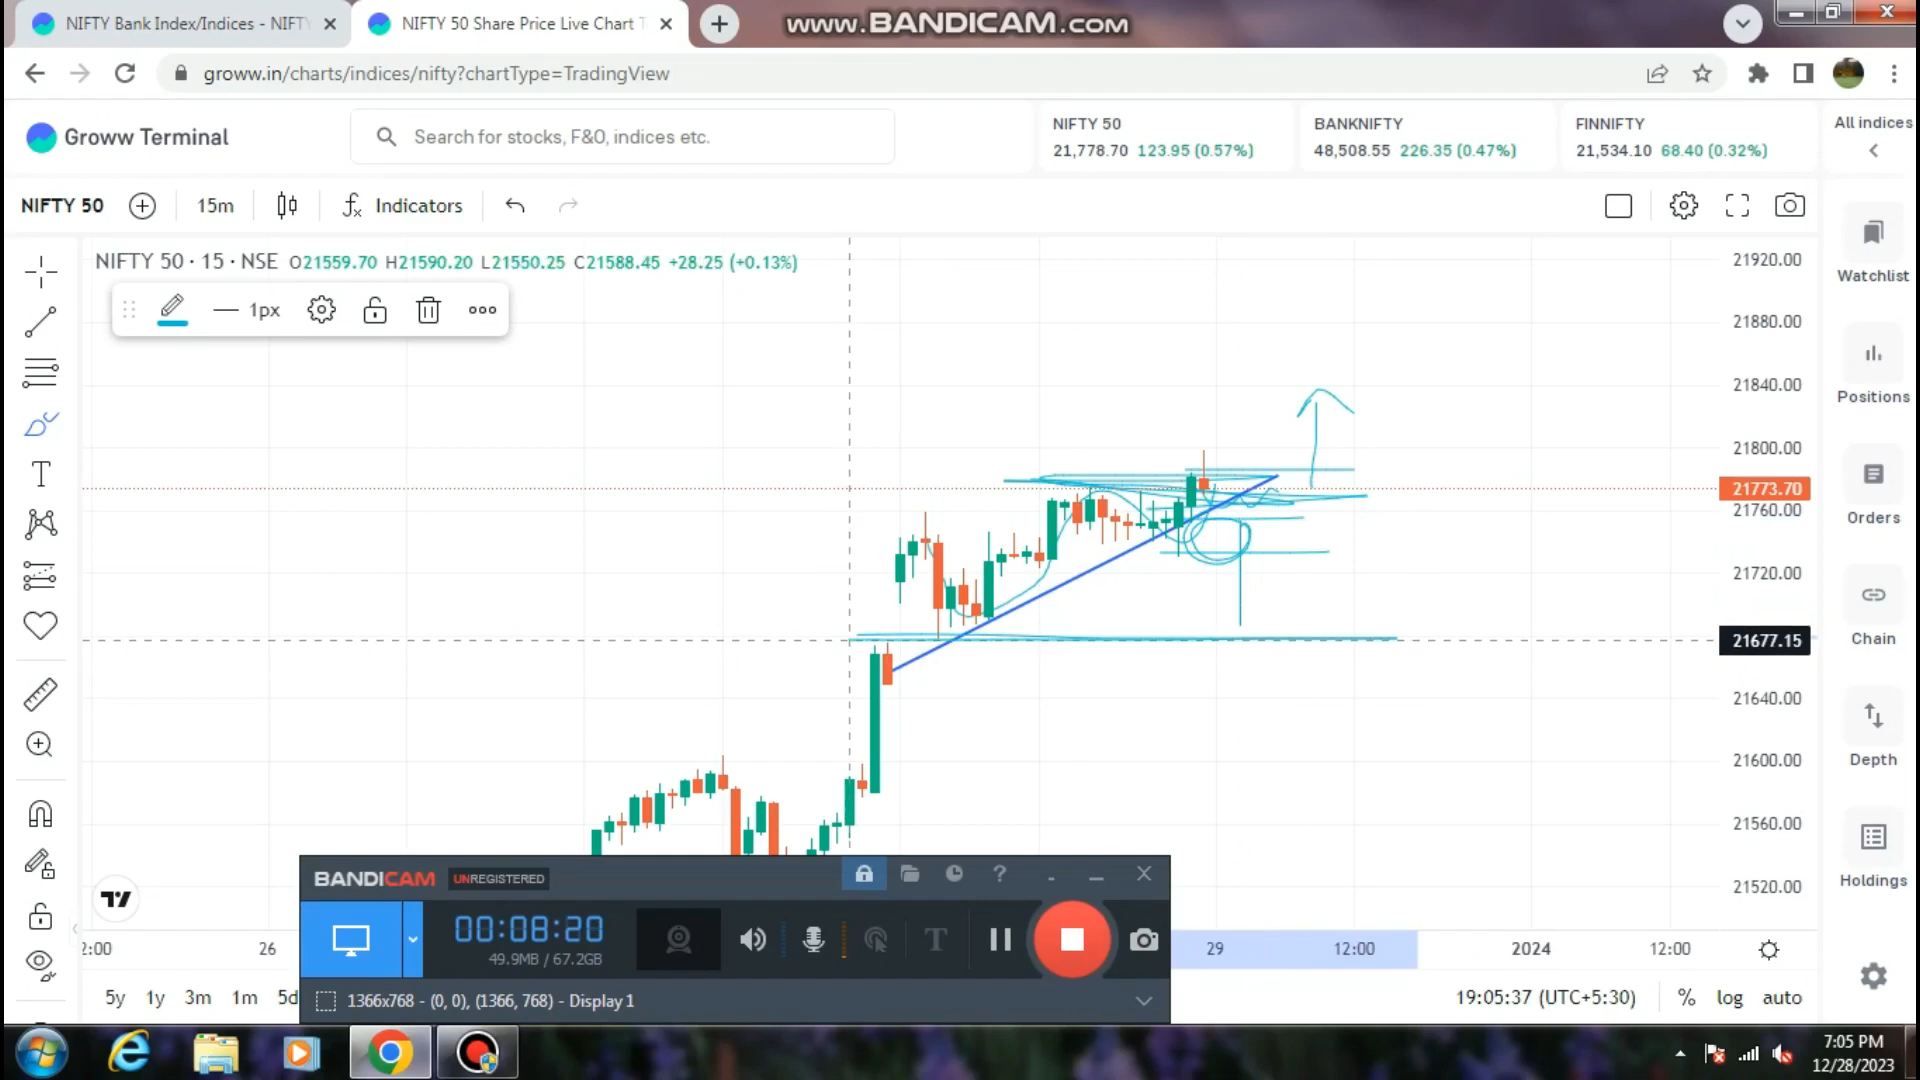 NIFTY Bank Index/Indices - NIFTY
NIFTY 50 Share Price Live Chart T
www.BANDICAM.com
groww.in/charts/indices/nifty?chartType=TradingView
Groww Terminal
Search for stocks, F&O, indices etc.
NIFTY 50
21,778.70 123.95 (0.57%)
BANKNIFTY
48,508.55 226.35 (0.47%)
FINNIFTY
21,534.10 68.40 (0.32%)
All indices
NIFTY 50
15m
Indicators
NIFTY 50 · 15 · NSE O21559.70 H21590.20 L21550.25 C21588.45 +28.25 (+0.13%)
1px
21920.00
21880.00
21840.00
21800.00
21773.70
21760.00
21720.00
21677.15
21640.00
21600.00
21560.00
21520.00
Watchlist
Positions
Orders
Chain
Depth
Holdings
BANDICAM UNREGISTERED
00:08:20
49.9MB / 67.2GB
1366x768 - (0, 0), (1366, 768) - Display 1
2:00
26
29
12:00
2024
12:00
5y 1y 3m 1m 5d
19:05:37 (UTC+5:30)
% log auto
7:05 PM
12/28/2023